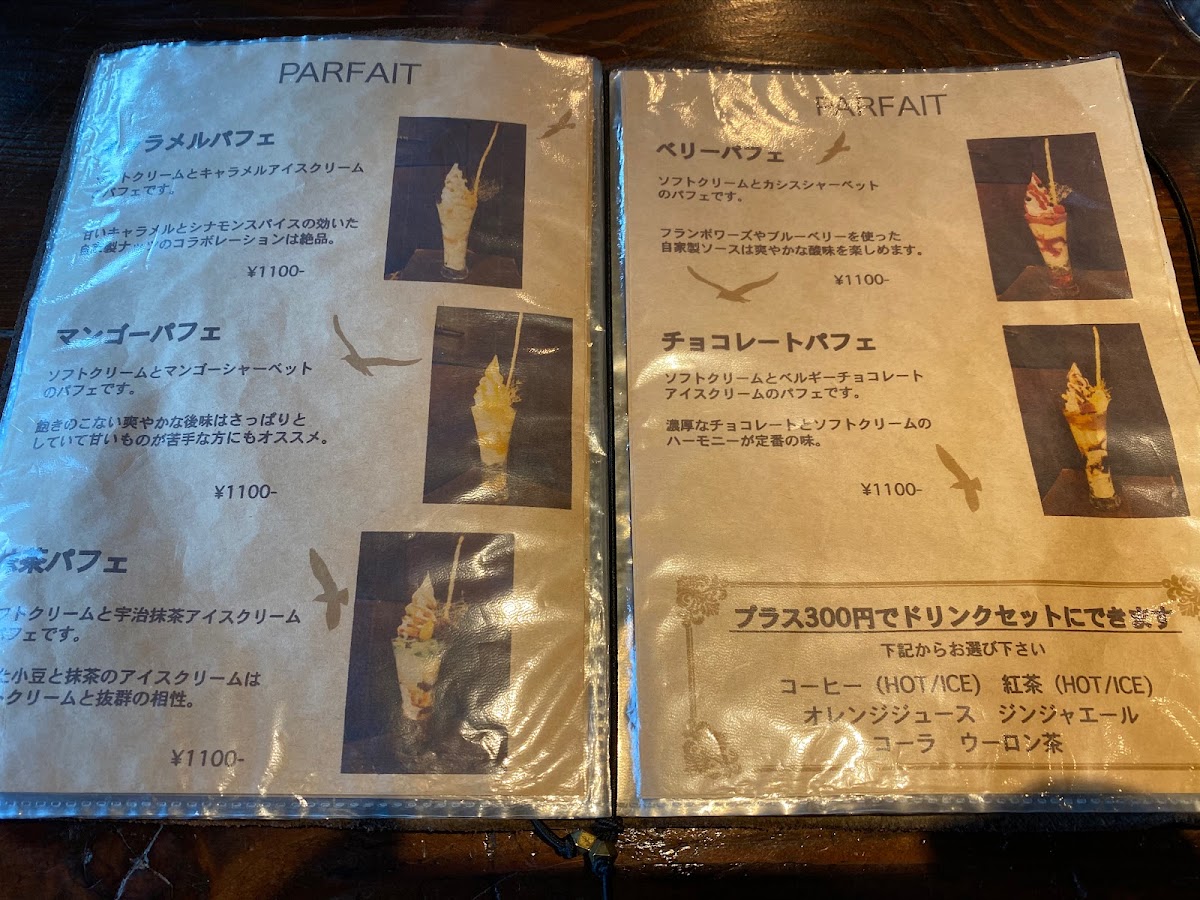 PARFAIT
ラメルパフェ
フトクリームとキャラメルアイスクリーム
パフェです。
甘いキャラメルとシナモンスパイスの効いた
自家製ナッツのコラボレーションは絶品。
¥1100-
マンゴーパフェ
ソフトクリームとマンゴーシャーベット
のパフェです。
飽きのこない爽やかな後味はさっぱりと
していて甘いものが苦手な方にもオススメ。
¥1100-
抹茶パフェ
フトクリームと宇治抹茶アイスクリーム
パフェです。
た小豆と抹茶のアイスクリームは
トクリームと抜群の相性。
¥1100-
PARFAIT
ベリーパフェ
ソフトクリームとカシスシャーベット
のパフェです。
フランボワーズやブルーベリーを使った
自家製ソースは爽やかな酸味を楽しめます。
¥1100-
チョコレートパフェ
ソフトクリームとベルギーチョコレート
アイスクリームのパフェです。
濃厚なチョコレートとソフトクリームの
ハーモニーが定番の味。
¥1100-
プラス300円でドリンクセットにできます
下記からお選び下さい
コーヒー (HOT/ICE) 紅茶 (HOT/ICE)
オレンジジュース ジンジャエール
コーラ ウーロン茶